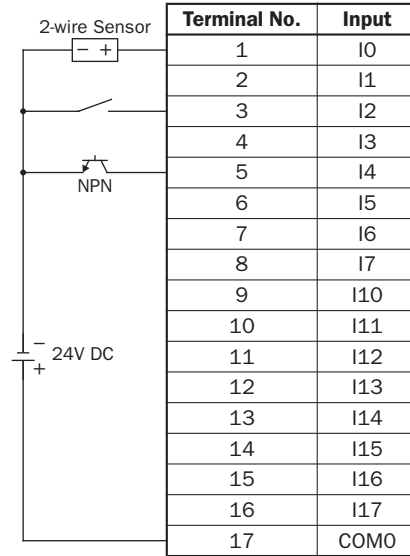 2-wire Sensor
− +
NPN
−
24V DC
+
Terminal No. Input
1 I0
2 I1
3 I2
4 I3
5 I4
6 I5
7 I6
8 I7
9 I10
10 I11
11 I12
12 I13
13 I14
14 I15
15 I16
16 I17
17 COM0